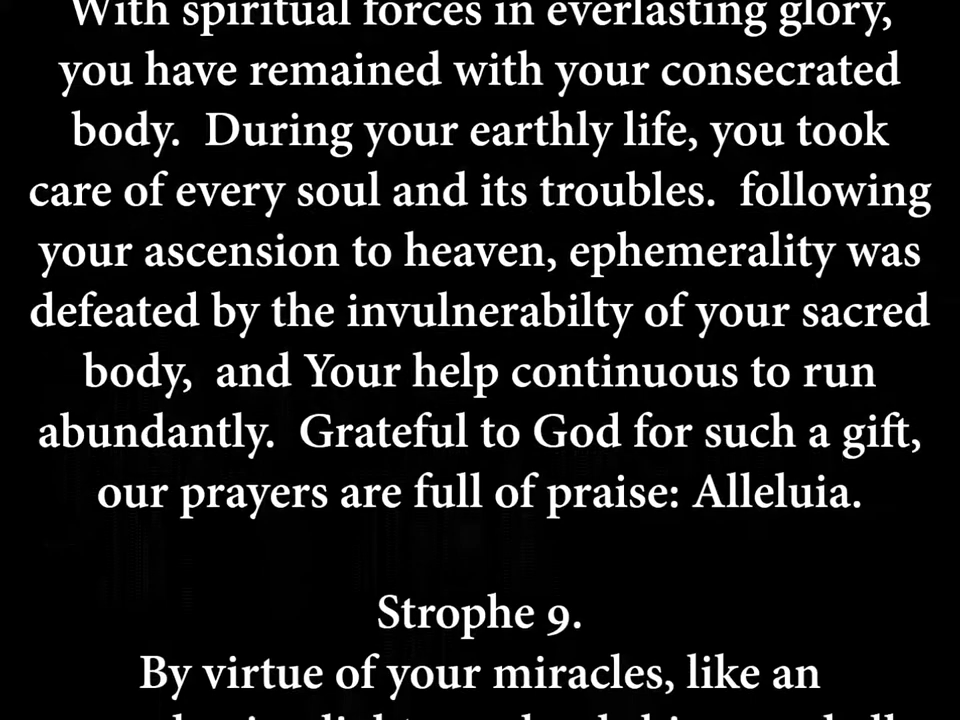 With spiritual forces in everlasting glory,
you have remained with your consecrated
body.  During your earthly life, you took
care of every soul and its troubles.  following
your ascension to heaven, ephemerality was
defeated by the invulnerabilty of your sacred
body,  and Your help continuous to run
abundantly.  Grateful to God for such a gift,
our prayers are full of praise: Alleluia.
Strophe 9.
By virtue of your miracles, like an